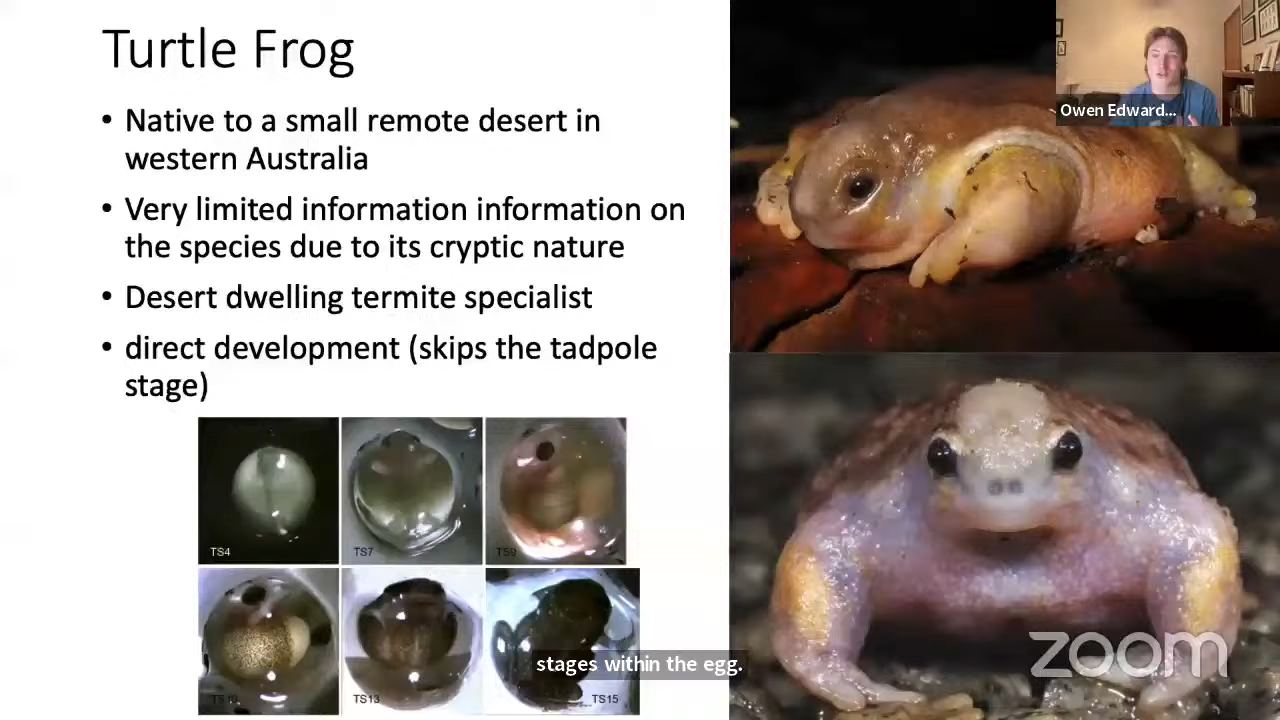 Turtle Frog
• Native to a small remote desert in
western Australia
• Very limited information information on
the species due to its cryptic nature
• Desert dwelling termite specialist
• direct development (skips the tadpole
stage)
TS4
TS7
TS9
TS13
TS15
stages within the egg.
Owen Edward...
zoom